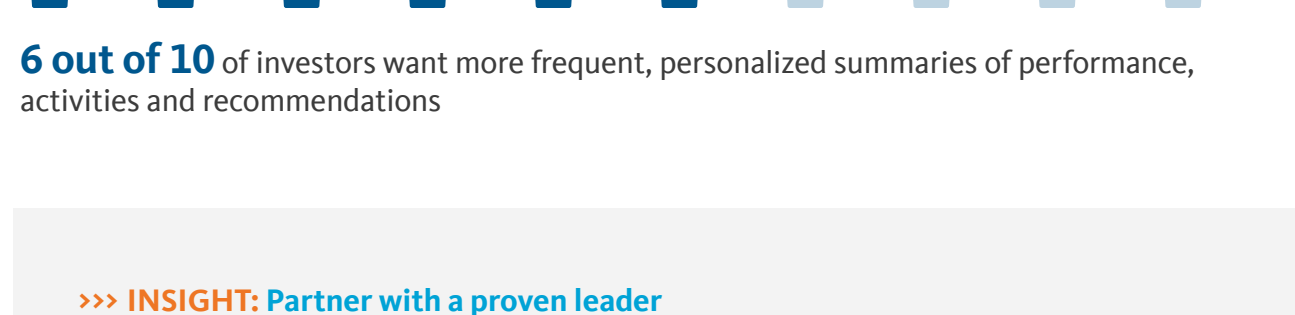 6 out of 10 of investors want more frequent, personalized summaries of performance,
activities and recommendations
>>> INSIGHT: Partner with a proven leader